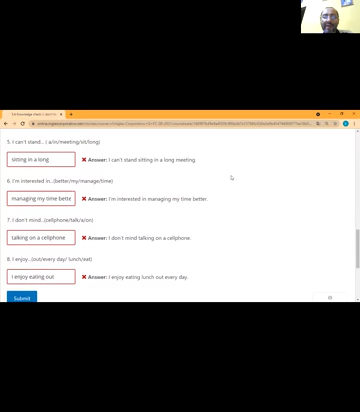 5. I can't stand... ( a/in/meeting/sit/long)
sitting in a long
Answer: I can't stand sitting in a long meeting
6. I'm interested in...(better/my/manage/time)
managing my time bette
Answer: I'm interested in managing my time better.
7. I don't mind...(cellphone/talk/a/on)
talking on a cellphone
Answer: I don't mind talking on a cellphone.
8. I enjoy...(out/every day/ lunch/eat)
I enjoy eating out
Answer: I enjoy eating lunch out every day.
Submit